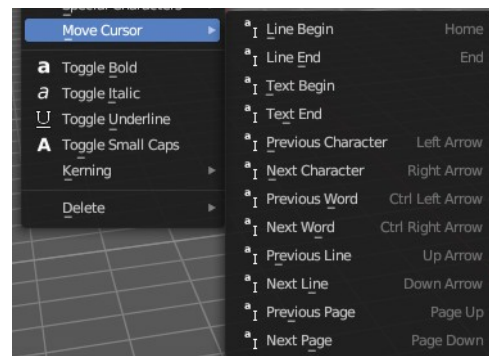 Special Characters
Move Cursor
Toggle Bold
Toggle Italic
Toggle Underline
Toggle Small Caps
Kerning
Delete
Line Begin Home
Line End End
Text Begin
Text End
Previous Character Left Arrow
Next Character Right Arrow
Previous Word Ctrl Left Arrow
Next Word Ctrl Right Arrow
Previous Line Up Arrow
Next Line Down Arrow
Previous Page Page Up
Next Page Page Down